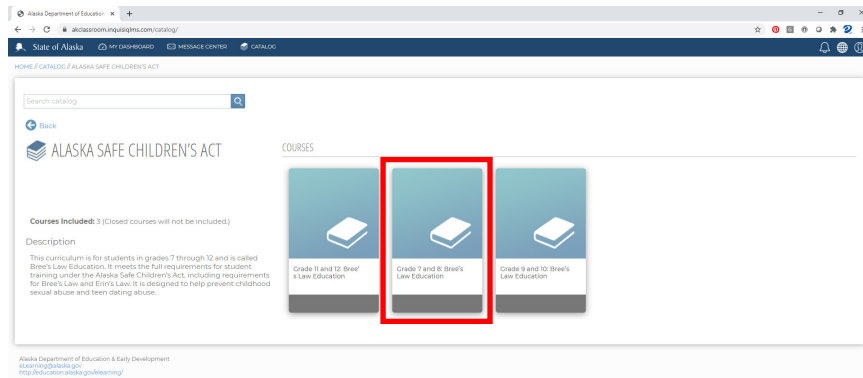 Alaska Department of Education
akclassroom.inquisiqlms.com/catalog/
State of Alaska MY DASHBOARD MESSAGE CENTER CATALOG
HOME // CATALOG // ALASKA SAFE CHILDREN'S ACT
Search catalog
Back
ALASKA SAFE CHILDREN'S ACT
COURSES
Courses Included: 3 (Closed courses will not be included.)
Description
This curriculum is for students in grades 7 through 12 and is called
Bree's Law Education. It meets the full requirements for student
training under the Alaska Safe Children's Act, including requirements
for Bree's Law and Erin's Law. It is designed to help prevent childhood
sexual abuse and teen dating abuse.
Grade 11 and 12: Bree'
s Law Education
Grade 7 and 8: Bree's
Law Education
Grade 9 and 10: Bree's
Law Education
Alaska Department of Education & Early Development
eLearning@alaska.gov
http://education.alaska.gov/elearning/